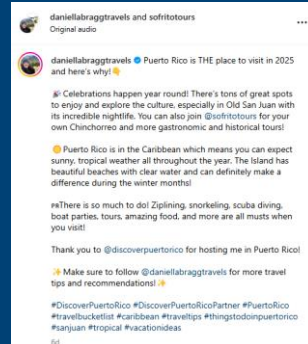 daniellabraggtravels and sofritotours
Original audio
daniellabraggtravels Puerto Rico is THE place to visit in 2025
and here's why!👇
🎉 Celebrations happen year round! There's tons of great spots
to enjoy and explore the culture, especially in Old San Juan with
its incredible nightlife. You can also join @sofritotours for your
own Chinchorreo and more gastronomic and historical tours!
🌞 Puerto Rico is in the Caribbean which means you can expect
sunny, tropical weather all throughout the year. The Island has
beautiful beaches with clear water and can definitely make a
difference during the winter months!
🇵🇷There is so much to do! Ziplining, snorkeling, scuba diving,
boat parties, tours, amazing food, and more are all musts when
you visit!
Thank you to @discoverpuertorico for hosting me in Puerto Rico!
✨ Make sure to follow @daniellabraggtravels for more travel
tips and recommendations!✨
#DiscoverPuertoRico #DiscoverPuertoRicoPartner #PuertoRico
#travelbucketlist #caribbean #traveltips #thingstodoinpuertorico
#sanjuan #tropical #vacationideas
6d